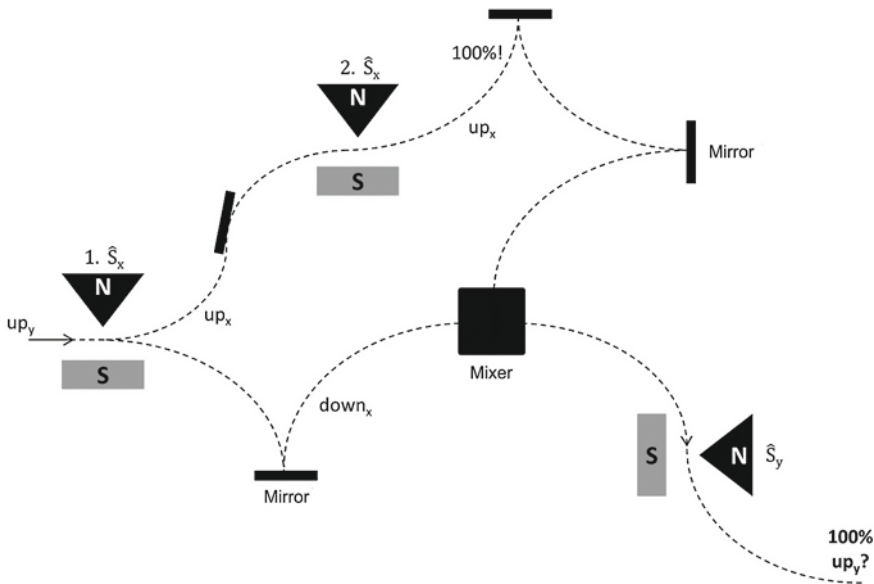 100%!
2. Ŝx
N
upx
S
Mirror
1. Ŝx
N
upx
upy
S
Mixer
downx
S
N
Ŝy
Mirror
100%
upy?